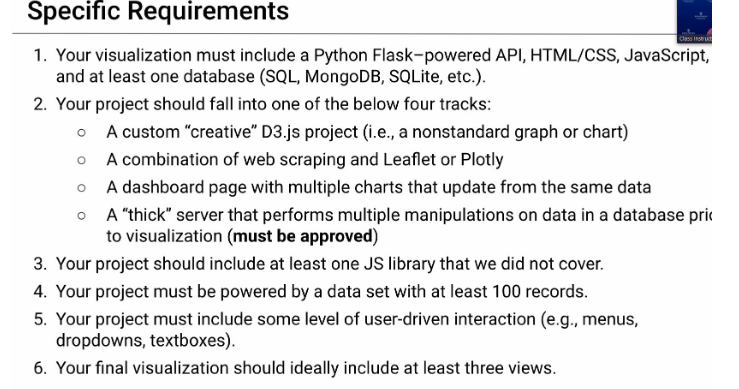 Specific Requirements
1. Your visualization must include a Python Flask–powered API, HTML/CSS, JavaScript,
and at least one database (SQL, MongoDB, SQLite, etc.).
2. Your project should fall into one of the below four tracks:
○ A custom “creative” D3.js project (i.e., a nonstandard graph or chart)
○ A combination of web scraping and Leaflet or Plotly
○ A dashboard page with multiple charts that update from the same data
○ A “thick” server that performs multiple manipulations on data in a database
to visualization (must be approved)
3. Your project should include at least one JS library that we did not cover.
4. Your project must be powered by a data set with at least 100 records.
5. Your project must include some level of user-driven interaction (e.g., menus,
dropdowns, textboxes).
6. Your final visualization should ideally include at least three views.